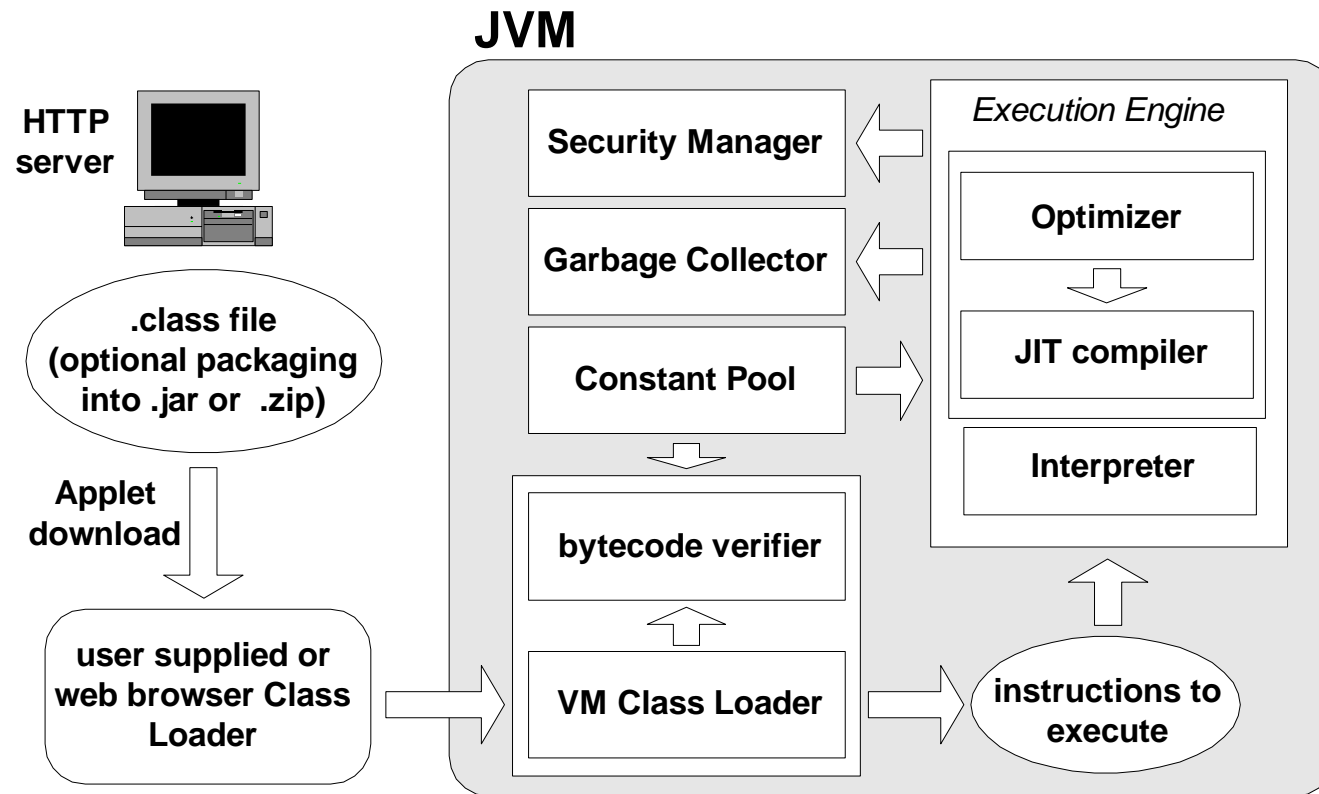 JVM
HTTP
server
.class file
(optional packaging
into .jar or .zip)
Applet
download
user supplied or
web browser Class
Loader
Security Manager
Garbage Collector
Constant Pool
bytecode verifier
VM Class Loader
Execution Engine
Optimizer
JIT compiler
Interpreter
instructions to
execute